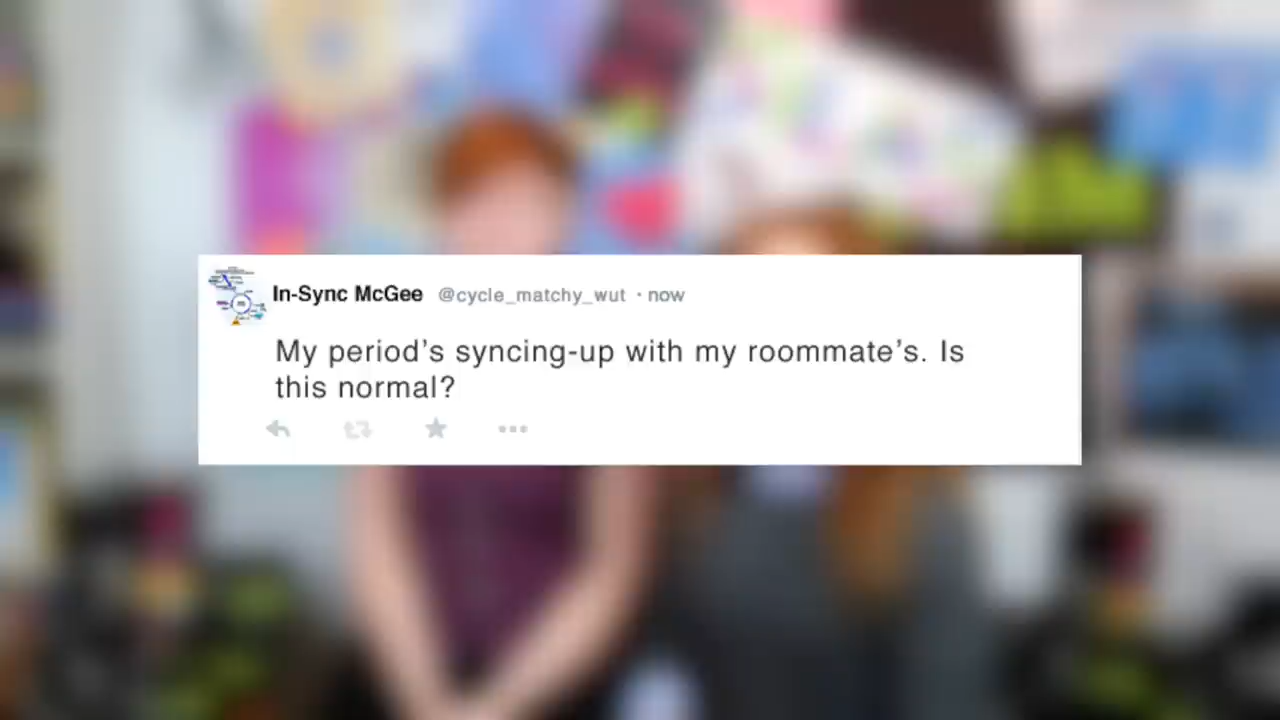 In-Sync McGee @cycle_matchy_wut · now
My period’s syncing-up with my roommate’s. Is
this normal?